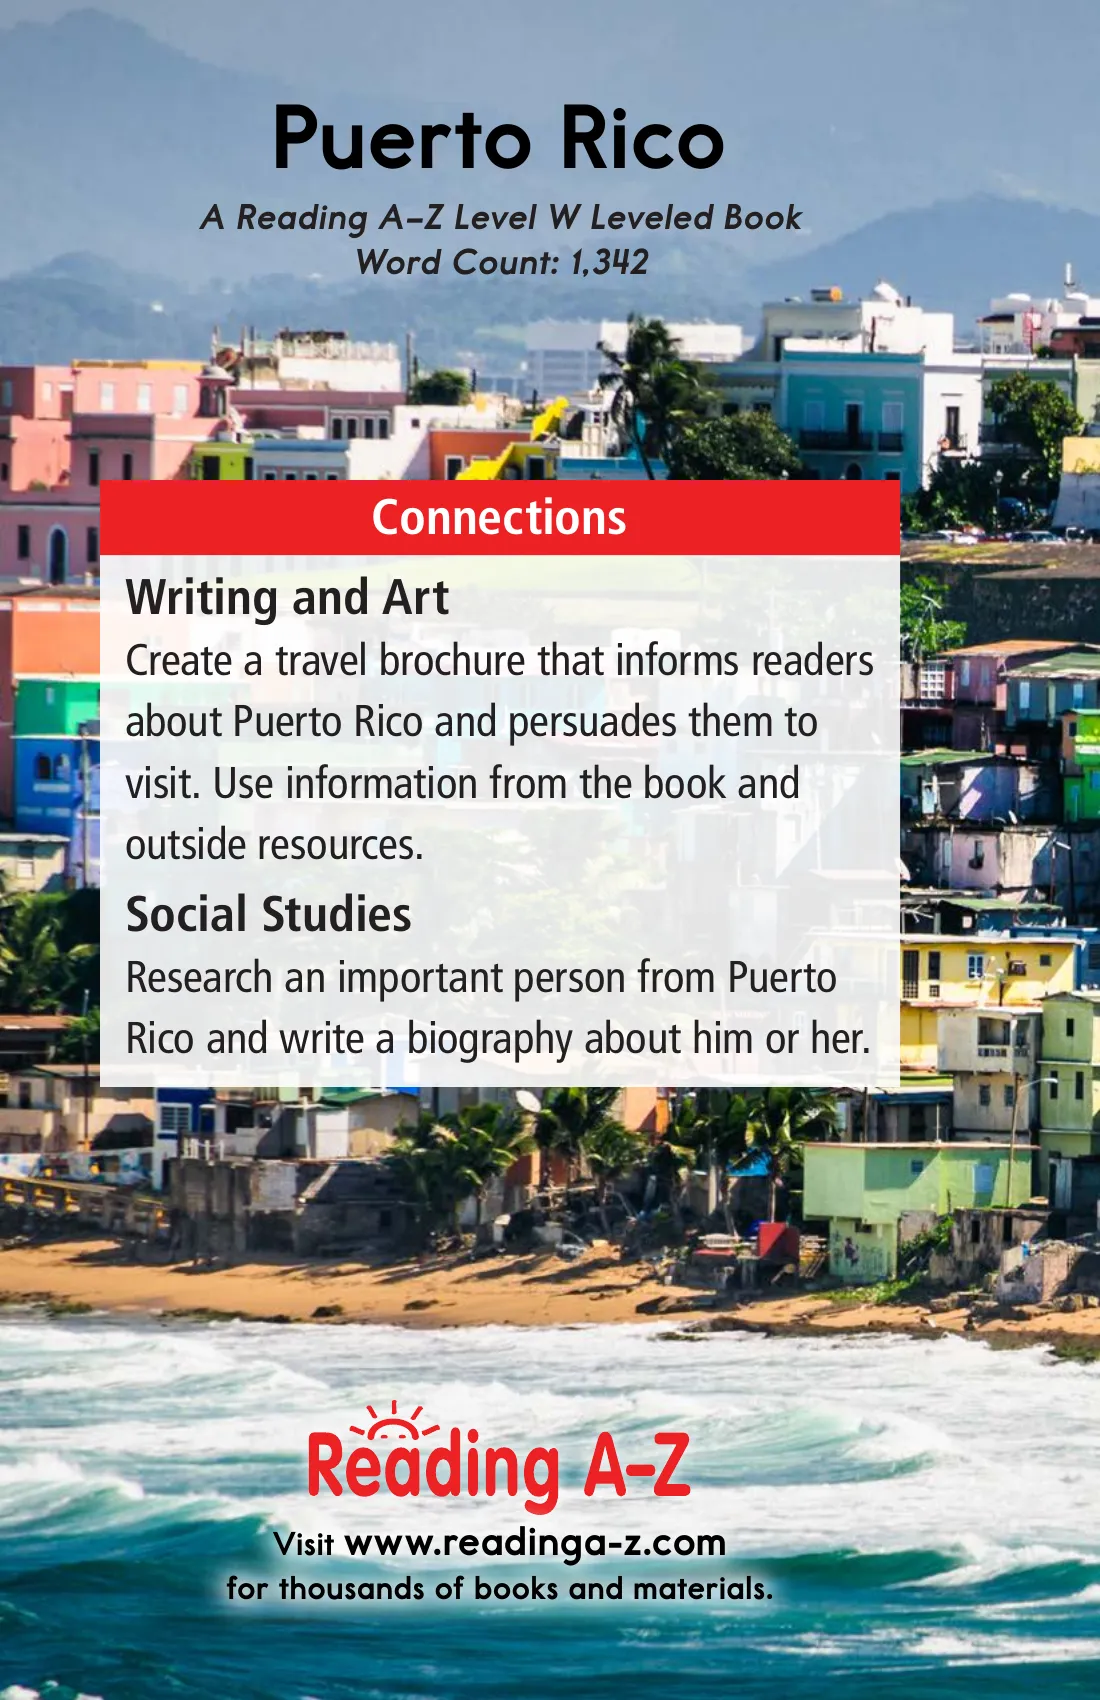 Puerto Rico
A Reading A–Z Level W Leveled Book
Word Count: 1,342
Connections
Writing and Art
Create a travel brochure that informs readers
about Puerto Rico and persuades them to
visit. Use information from the book and
outside resources.
Social Studies
Research an important person from Puerto
Rico and write a biography about him or her.
Reading A–Z
Visit www.readinga-z.com
for thousands of books and materials.